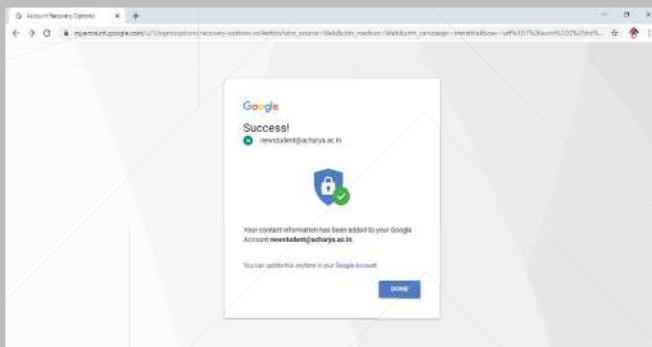 Account Recovery Options
myaccount.google.com/
Google
Success!
newstudent@acharya.ac.in
Your contact information has been added to your Google
Account newstudent@acharya.ac.in.
You can update this anytime in your Google Account
DONE